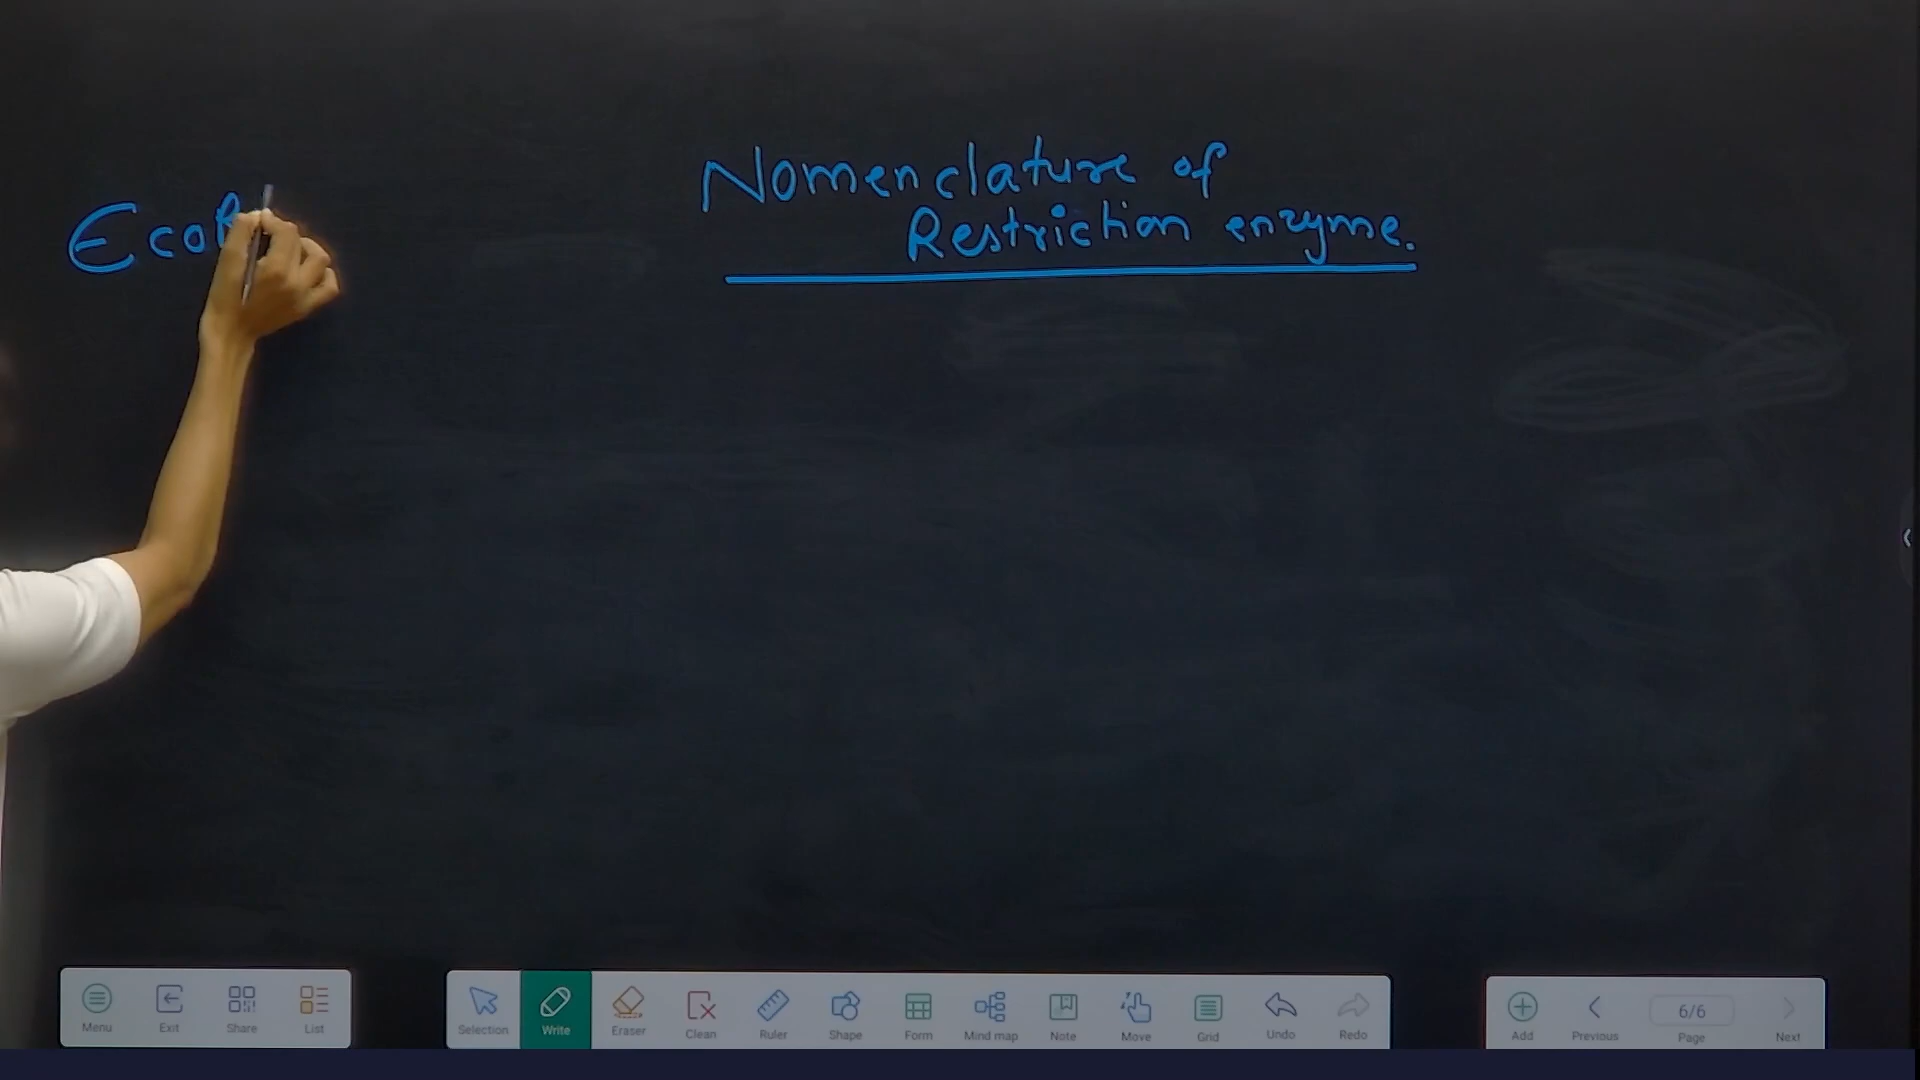 Nomenclature of
EcoR
Restriction enzyme.
Menu Exit Share List Selection Write Eraser Clean Ruler Shape Form Mind map Note Move Grid Undo Redo Add Previous 6/6 Page Next